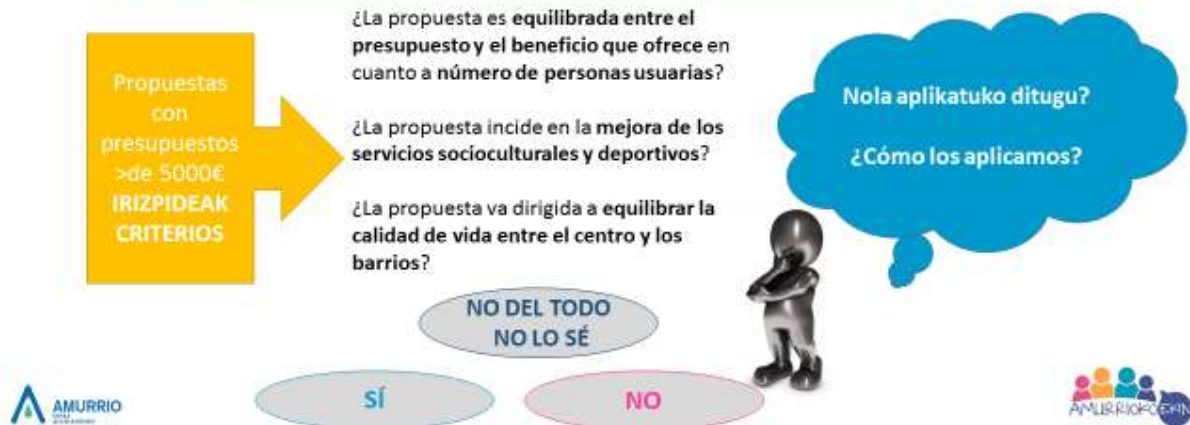 Propuestas
con
presupuestos
>de 5000€
IRIZPIDEAK
CRITERIOS
¿La propuesta es equilibrada entre el
presupuesto y el beneficio que ofrece en
cuanto a número de personas usuarias?
¿La propuesta incide en la mejora de los
servicios socioculturales y deportivos?
¿La propuesta va dirigida a equilibrar la
calidad de vida entre el centro y los
barrios?
Nola aplikatuko ditugu?
¿Cómo los aplicamos?
NO DEL TODO
NO LO SÉ
SÍ
NO
AMURRIO
AMURRIOKOEKIN